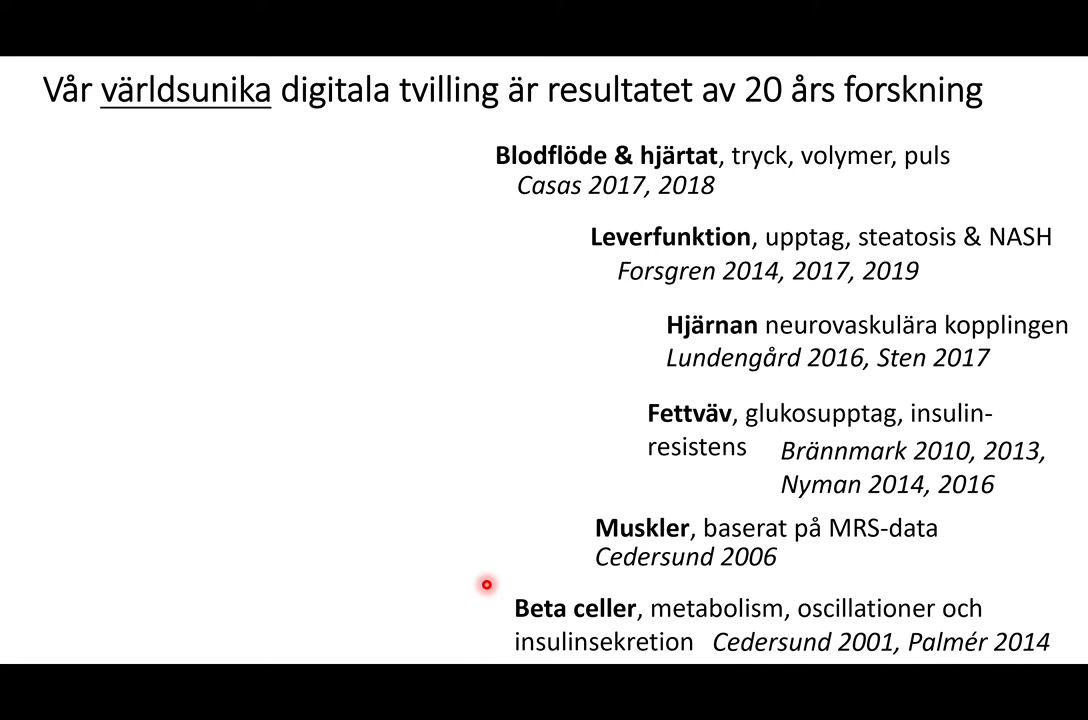 Vår världsunika digitala tvilling är resultatet av 20 års forskning
Blodflöde & hjärtat, tryck, volymer, puls
Casas 2017, 2018
Leverfunktion, upptag, steatosis & NASH
Forsgren 2014, 2017, 2019
Hjärnan neurovaskulära kopplingen
Lundengård 2016, Sten 2017
Fettväv, glukosupptag, insulin-
resistens Brännmark 2010, 2013,
Nyman 2014, 2016
Muskler, baserat på MRS-data
Cedersund 2006
Beta celler, metabolism, oscillationer och
insulinsekretion Cedersund 2001, Palmér 2014